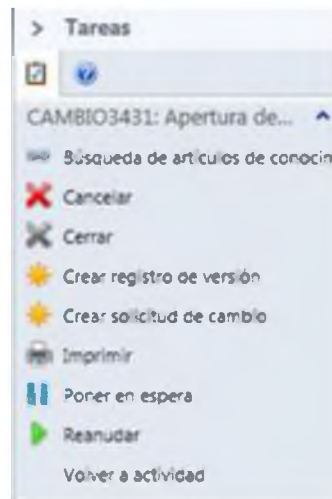 > Tareas
CAMBIO3431: Apertura de...
Búsqueda de artículos de conocin
Cancelar
Cerrar
Crear registro de versión
Crear solicitud de cambio
Imprimir
Poner en espera
Reanudar
Volver a actividad